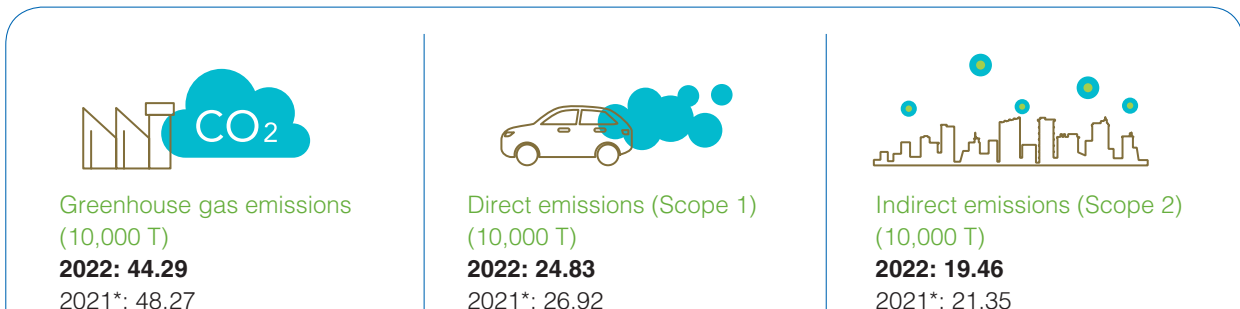 CO2
Greenhouse gas emissions
(10,000 T)
2022: 44.29
2021*: 48.27
Direct emissions (Scope 1)
(10,000 T)
2022: 24.83
2021*: 26.92
Indirect emissions (Scope 2)
(10,000 T)
2022: 19.46
2021*: 21.35